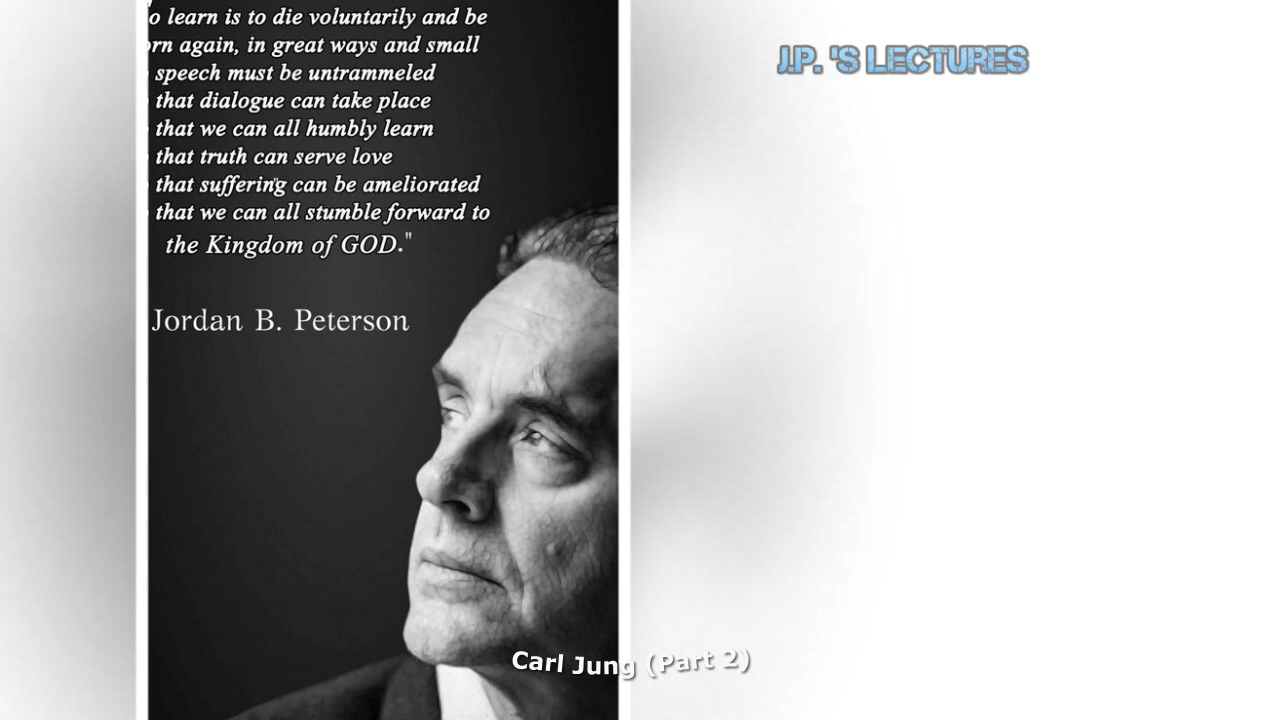 o learn is to die voluntarily and be
rn again, in great ways and small
speech must be untrammeled
that dialogue can take place
that we can all humbly learn
that truth can serve love
that suffering can be ameliorated
that we can all stumble forward to
the Kingdom of GOD."
Jordan B. Peterson
J.P. 'S LECTURES
Carl Jung (Part 2)